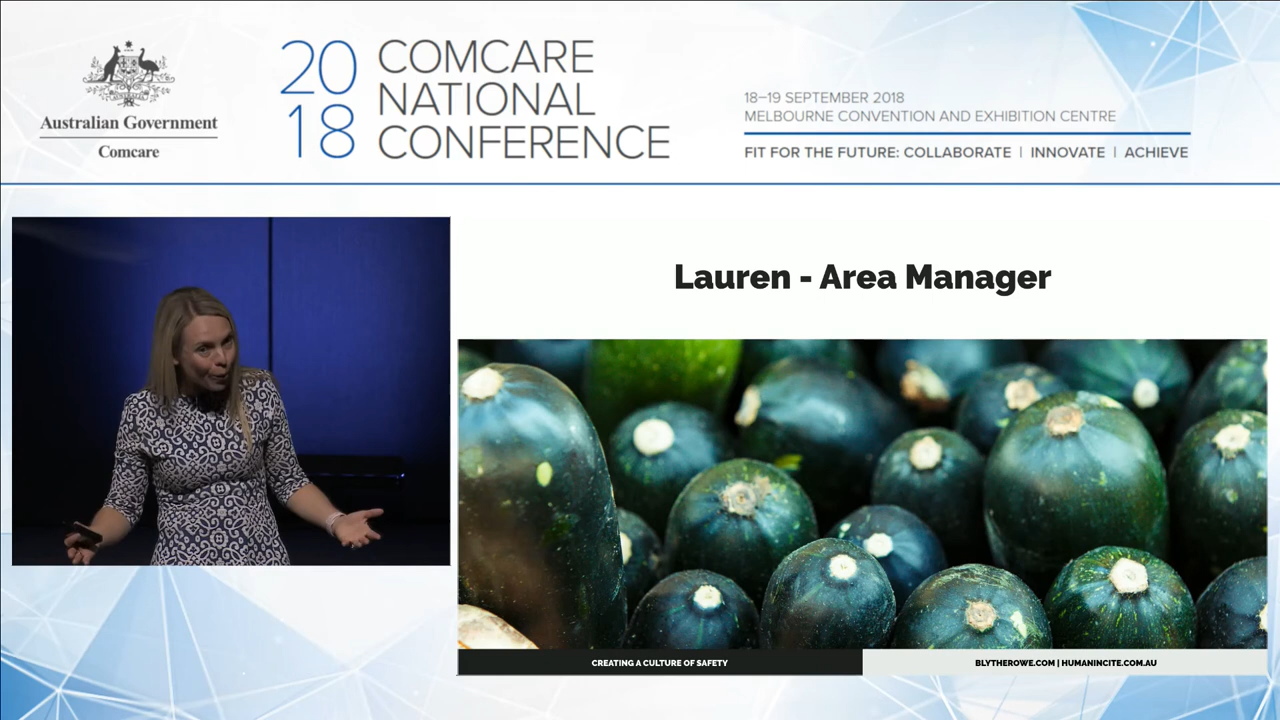 Australian Government
Comcare
20
18
COMCARE
NATIONAL
CONFERENCE
18–19 SEPTEMBER 2018
MELBOURNE CONVENTION AND EXHIBITION CENTRE
FIT FOR THE FUTURE: COLLABORATE | INNOVATE | ACHIEVE
Lauren - Area Manager
CREATING A CULTURE OF SAFETY
BLYTHEROWE.COM | HUMANINCITE.COM.AU